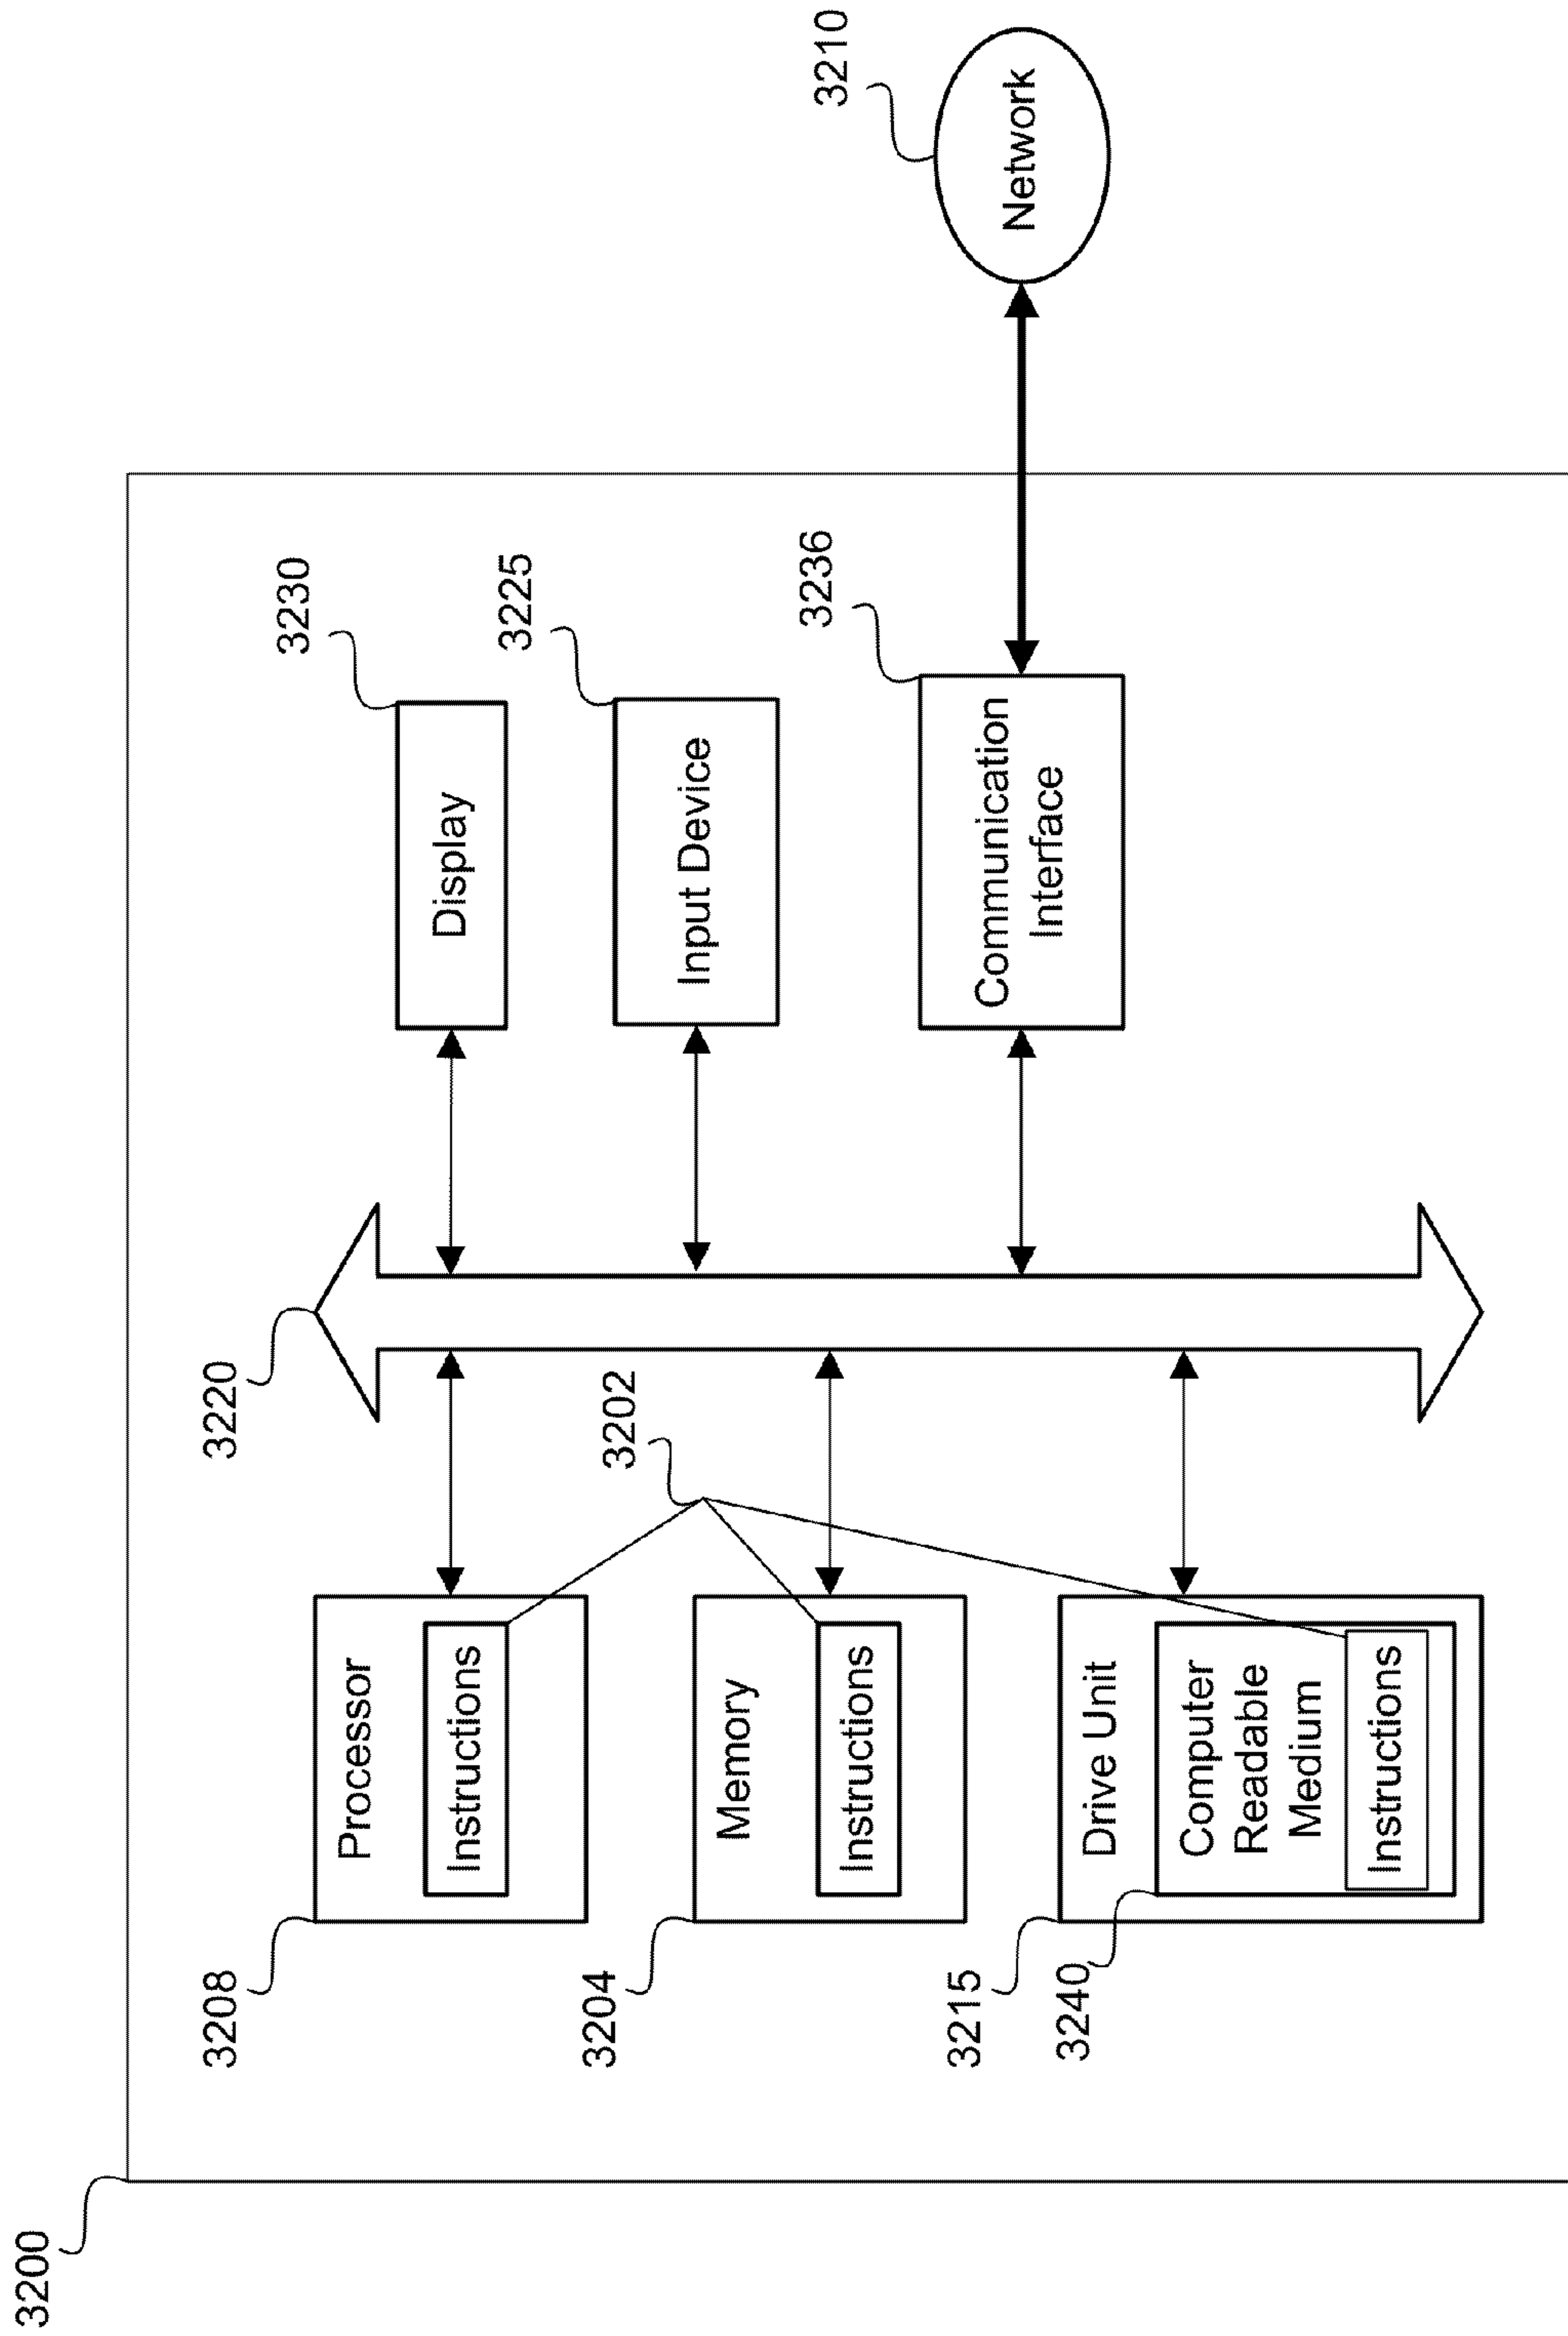 3200
3208
Processor
Instructions
3220
3230
Display
3202
3204
Memory
Instructions
3225
Input Device
3215
3240
Drive Unit
Computer
Readable
Medium
Instructions
3236
Communication
Interface
3210
Network